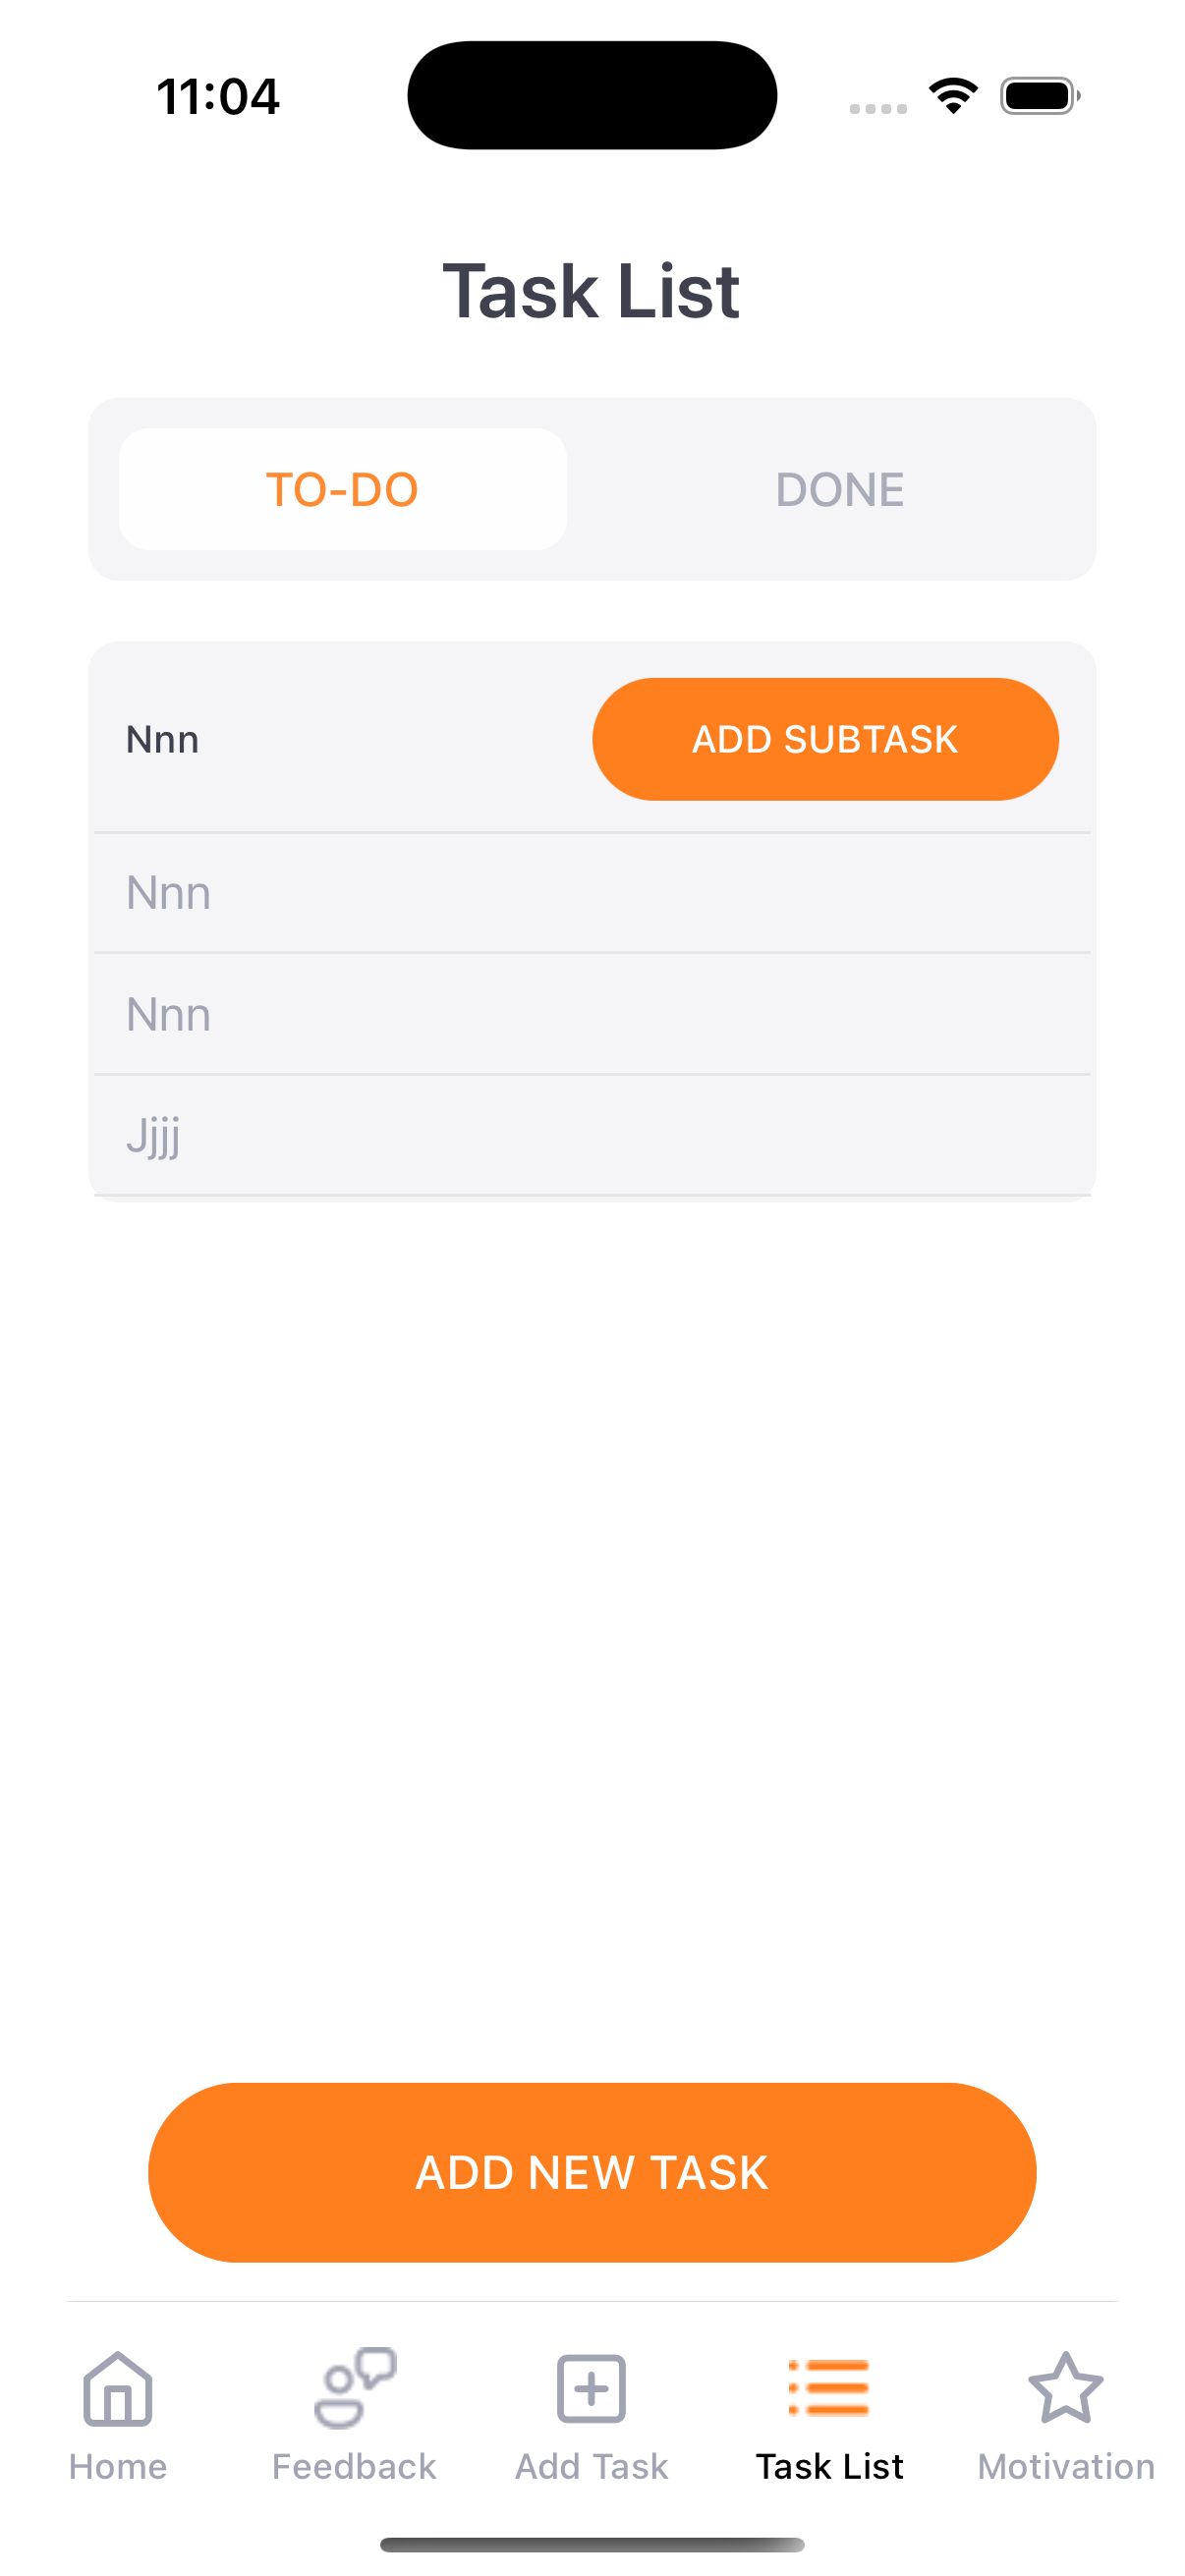 11:04
Task List
TO-DO DONE
Nnn ADD SUBTASK
Nnn
Nnn
Jjjj
ADD NEW TASK
Home Feedback Add Task Task List Motivation